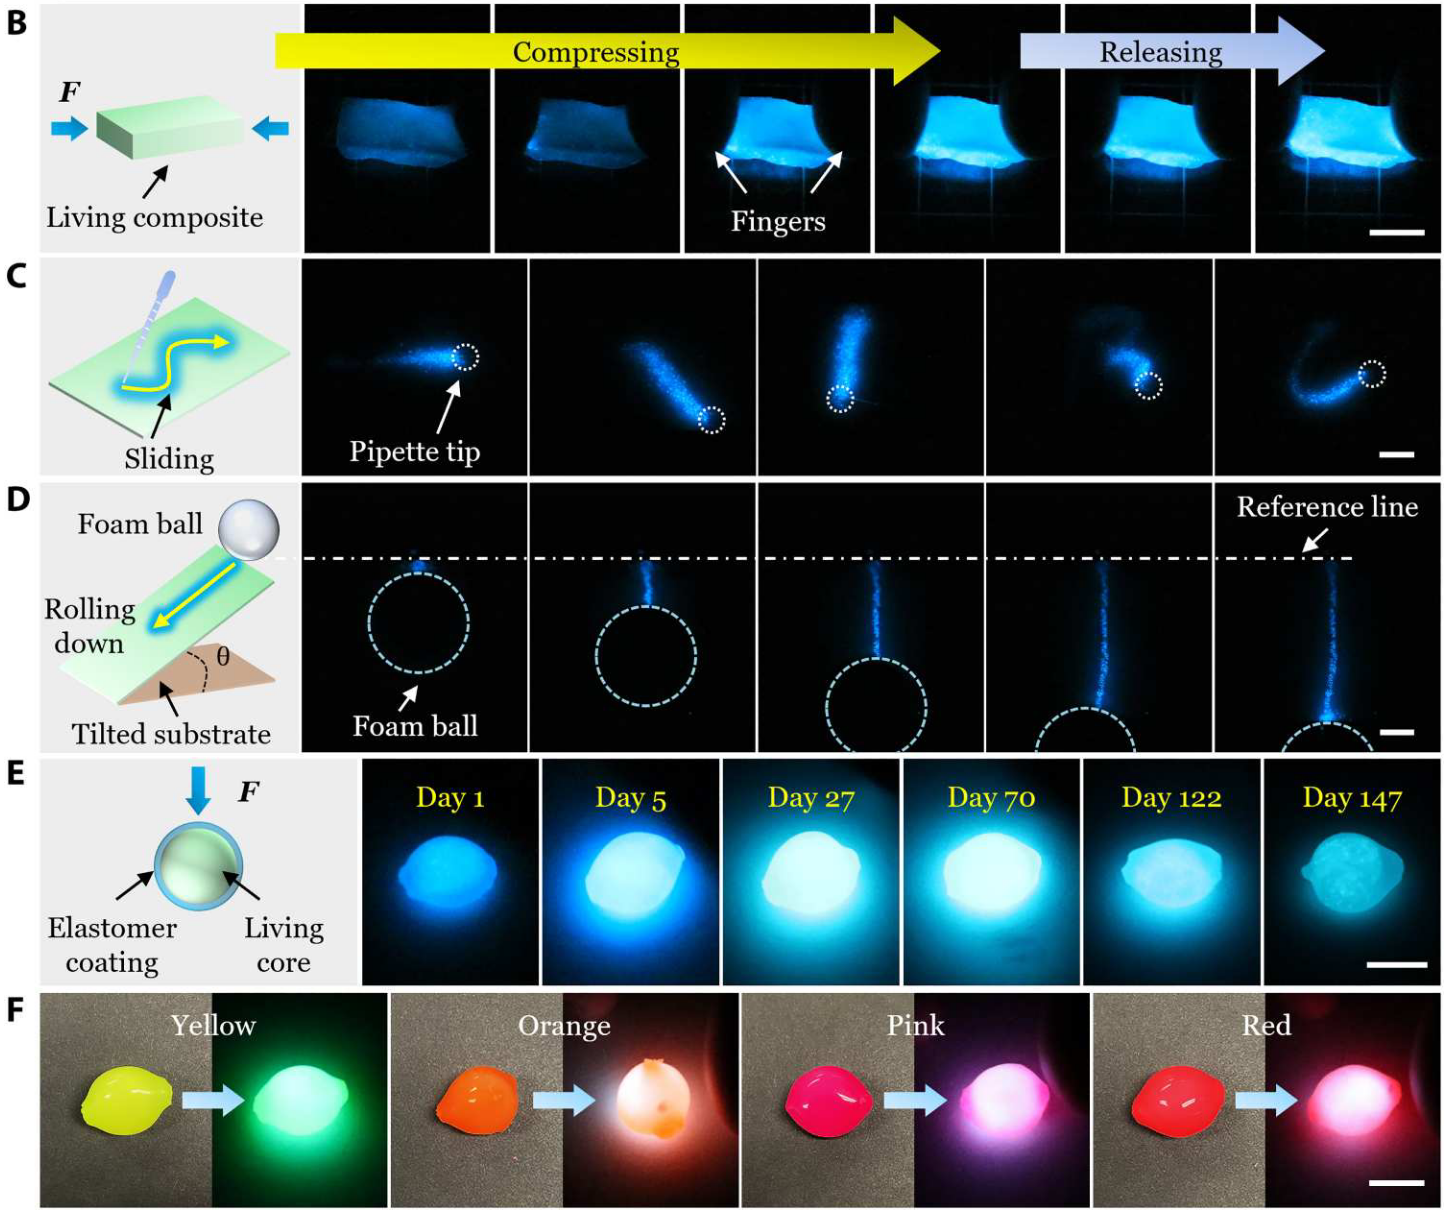 B
F
Living composite
Compressing
Releasing
Fingers
C
Sliding
Pipette tip
D
Foam ball
Rolling
down
θ
Tilted substrate
Foam ball
Reference line
E
F
Elastomer
coating
Living
core
Day 1
Day 5
Day 27
Day 70
Day 122
Day 147
F
Yellow
Orange
Pink
Red